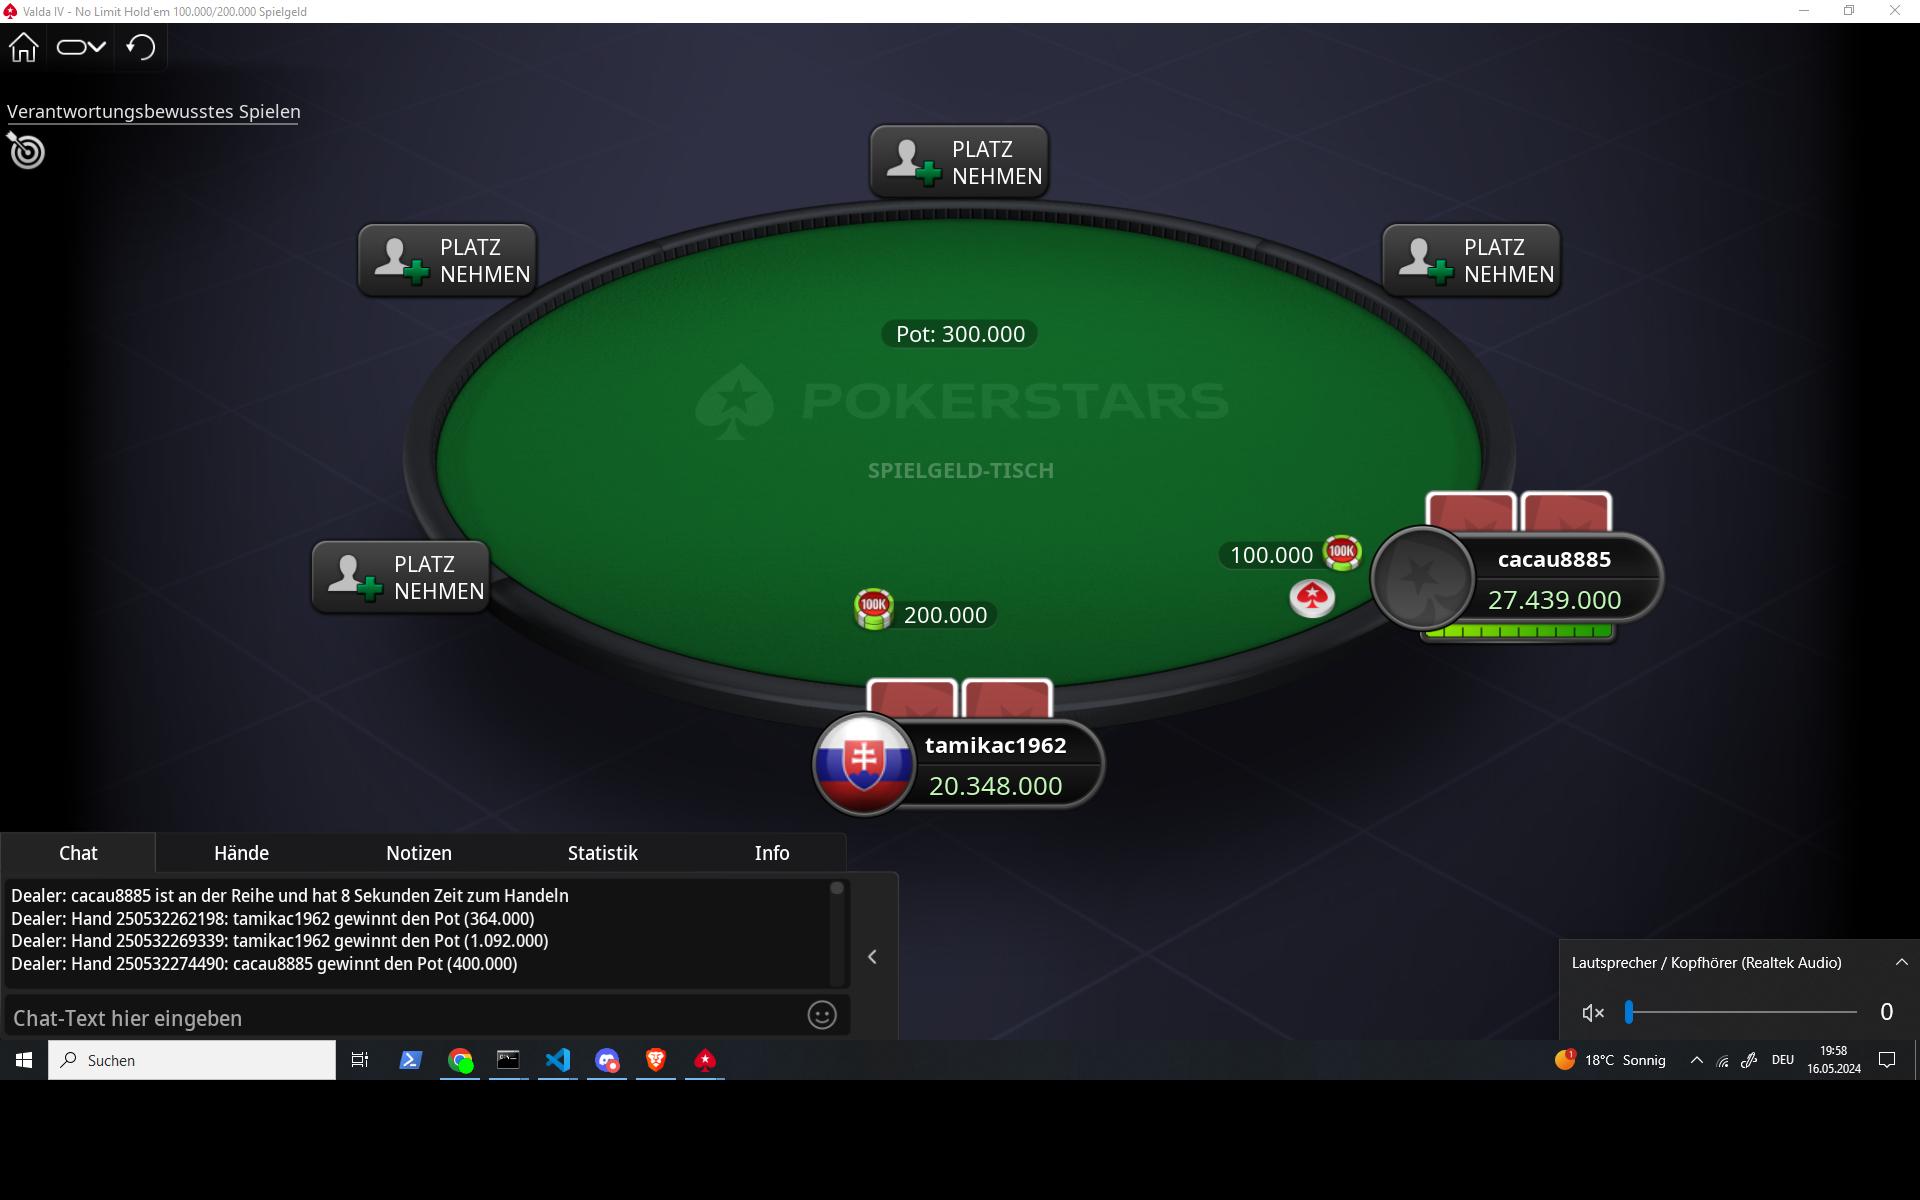 Valda IV - No Limit Hold'em 100.000/200.000 Spielgeld
Verantwortungsbewusstes Spielen
PLATZ
NEHMEN
PLATZ
NEHMEN
PLATZ
NEHMEN
Pot: 300.000
POKERSTARS
SPIELGELD-TISCH
100.000
100K
cacau8885
27.439.000
PLATZ
NEHMEN
100K
200.000
tamikac1962
20.348.000
Chat
Hände
Notizen
Statistik
Info
Dealer: cacau8885 ist an der Reihe und hat 8 Sekunden Zeit zum Handeln
Dealer: Hand 250532262198: tamikac1962 gewinnt den Pot (364.000)
Dealer: Hand 250532269339: tamikac1962 gewinnt den Pot (1.092.000)
Dealer: Hand 250532274490: cacau8885 gewinnt den Pot (400.000)
Chat-Text hier eingeben
Lautsprecher / Kopfhörer (Realtek Audio)
0
Suchen
1
18°C Sonnig
DEU
19:58
16.05.2024